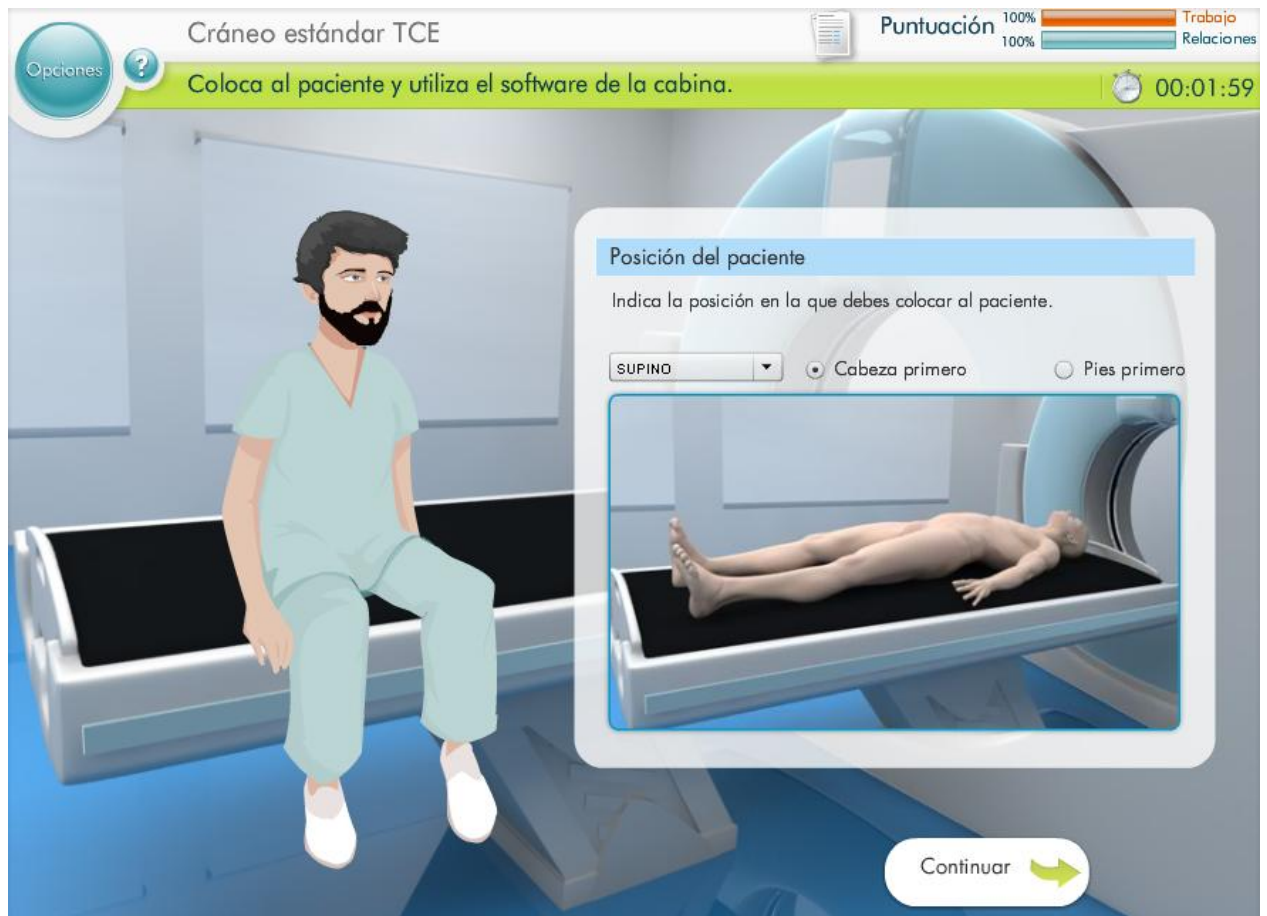 Opciones
?
Cráneo estándar TCE
Puntuación
100%
100%
Trabajo
Relaciones
Coloca al paciente y utiliza el software de la cabina.
00:01:59
Posición del paciente
Indica la posición en la que debes colocar al paciente.
SUPINO
Cabeza primero
Pies primero
Continuar